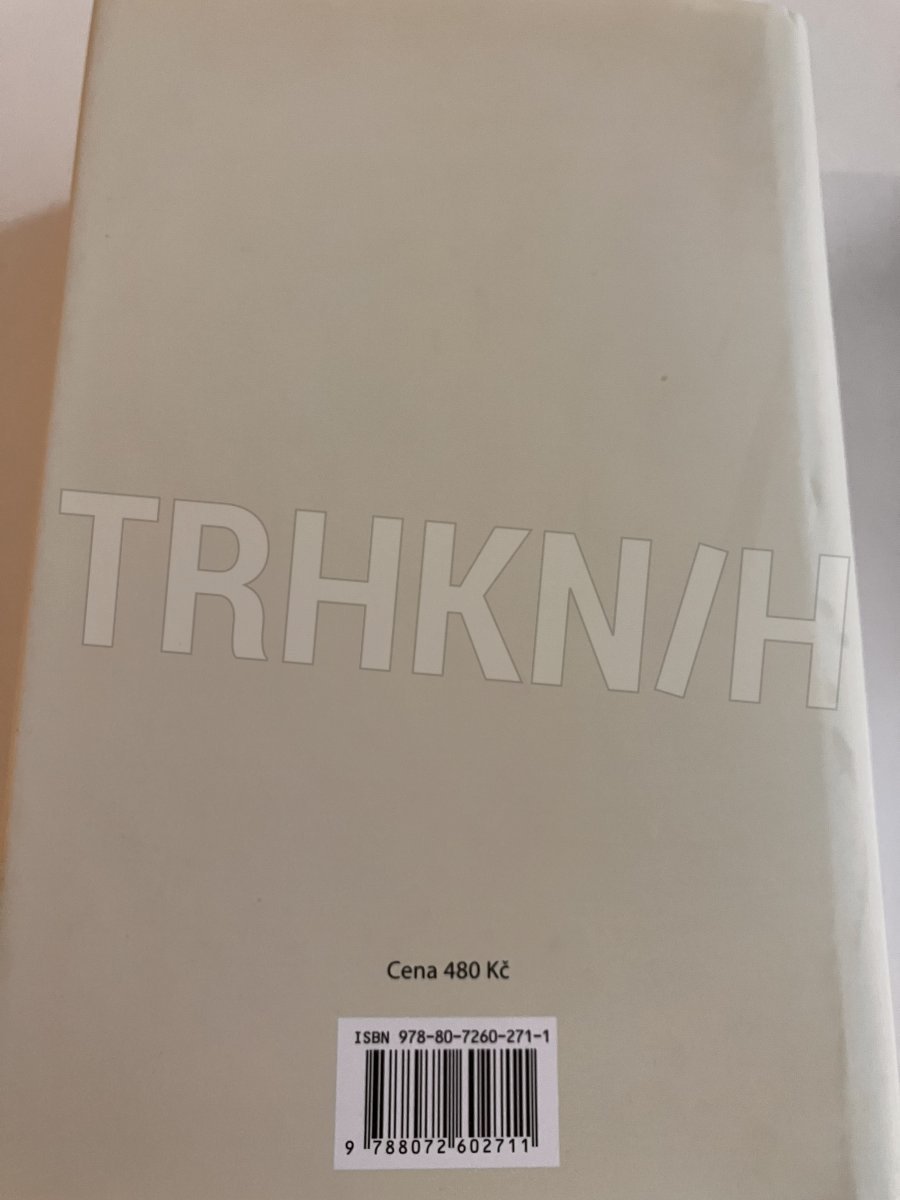 TRHKN/H
Cena 480 Kč
ISBN 978-80-7260-271-1
9 788072 602711